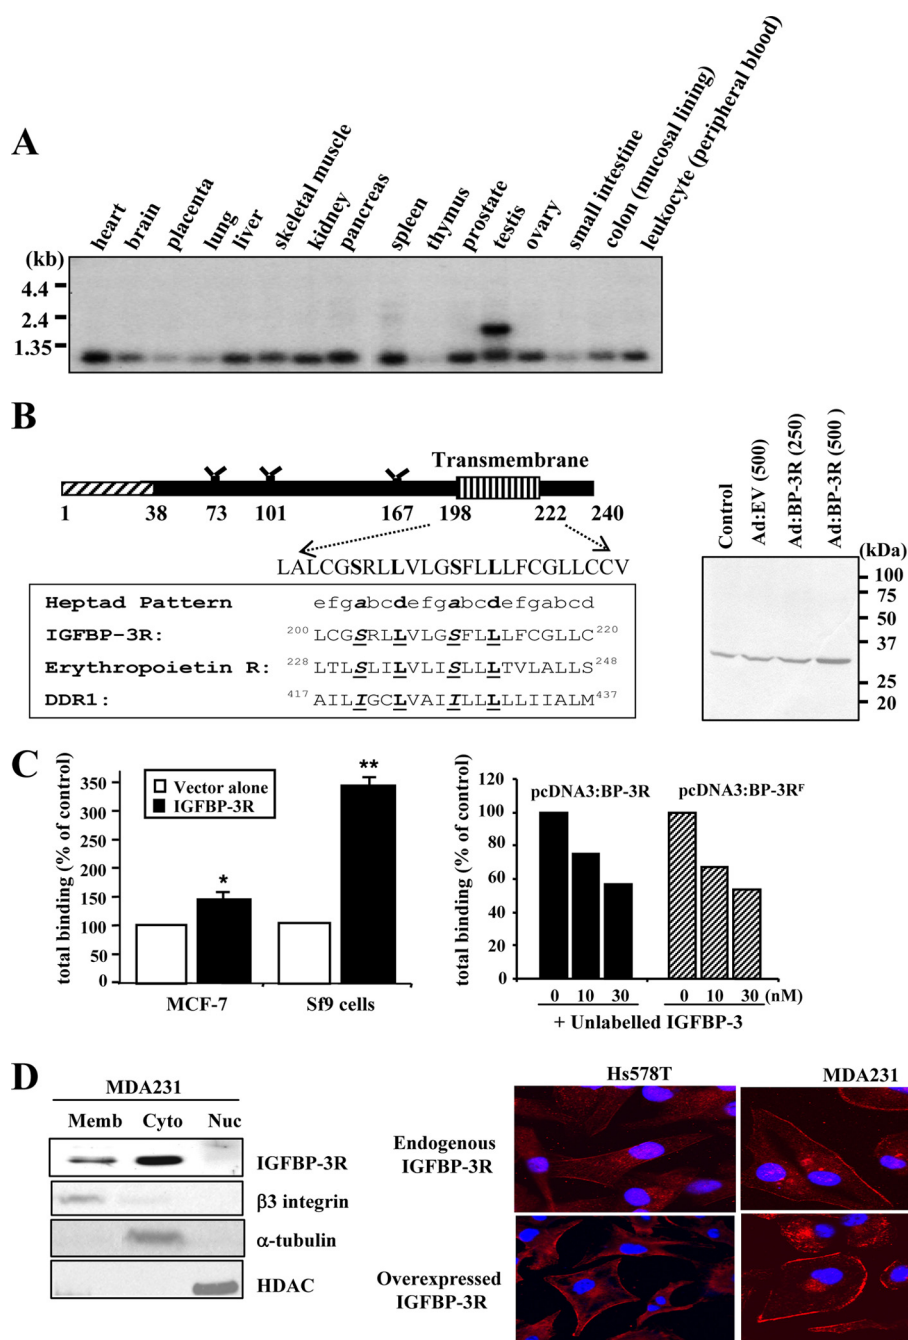 A
heart
brain
placenta
lung
liver
skeletal muscle
kidney
pancreas
spleen
thymus
prostate
testis
ovary
small intestine
colon (mucosal lining)
leukocyte (peripheral blood)
(kb)
4.4
2.4
1.35
B
Transmembrane
1 38 73 101 167 198 222 240
LALCGSRLLVLGSFLLLFCGLLCCV
Heptad Pattern efgabcdefgabcdefgabcd
IGFBP-3R: 200 LCGSRLLVLGSFLLLFCGLLC 220
Erythropoietin R: 228 LTLSLILVLISLLLTVLALLS 248
DDR1: 417 AILIGCLVAIILLLLLIIALM 437
Control
Ad:EV (500)
Ad:BP-3R (250)
Ad:BP-3R (500)
(kDa)
100
75
50
37
25
20
C
total binding (% of control)
350
300
250
200
150
100
50
0
Vector alone
IGFBP-3R
*
**
MCF-7 Sf9 cells
total binding (% of control)
120
100
80
60
40
20
0
pcDNA3:BP-3R pcDNA3:BP-3RF
0 10 30 0 10 30 (nM)
+ Unlabelled IGFBP-3
D
MDA231
Memb Cyto Nuc
IGFBP-3R
β3 integrin
α-tubulin
HDAC
Hs578T MDA231
Endogenous
IGFBP-3R
Overexpressed
IGFBP-3R